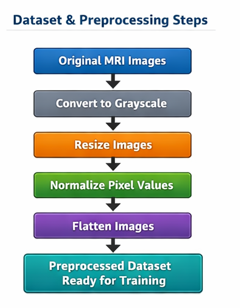 Dataset & Preprocessing Steps
Original MRI Images
Convert to Grayscale
Resize Images
Normalize Pixel Values
Flatten Images
Preprocessed Dataset
Ready for Training